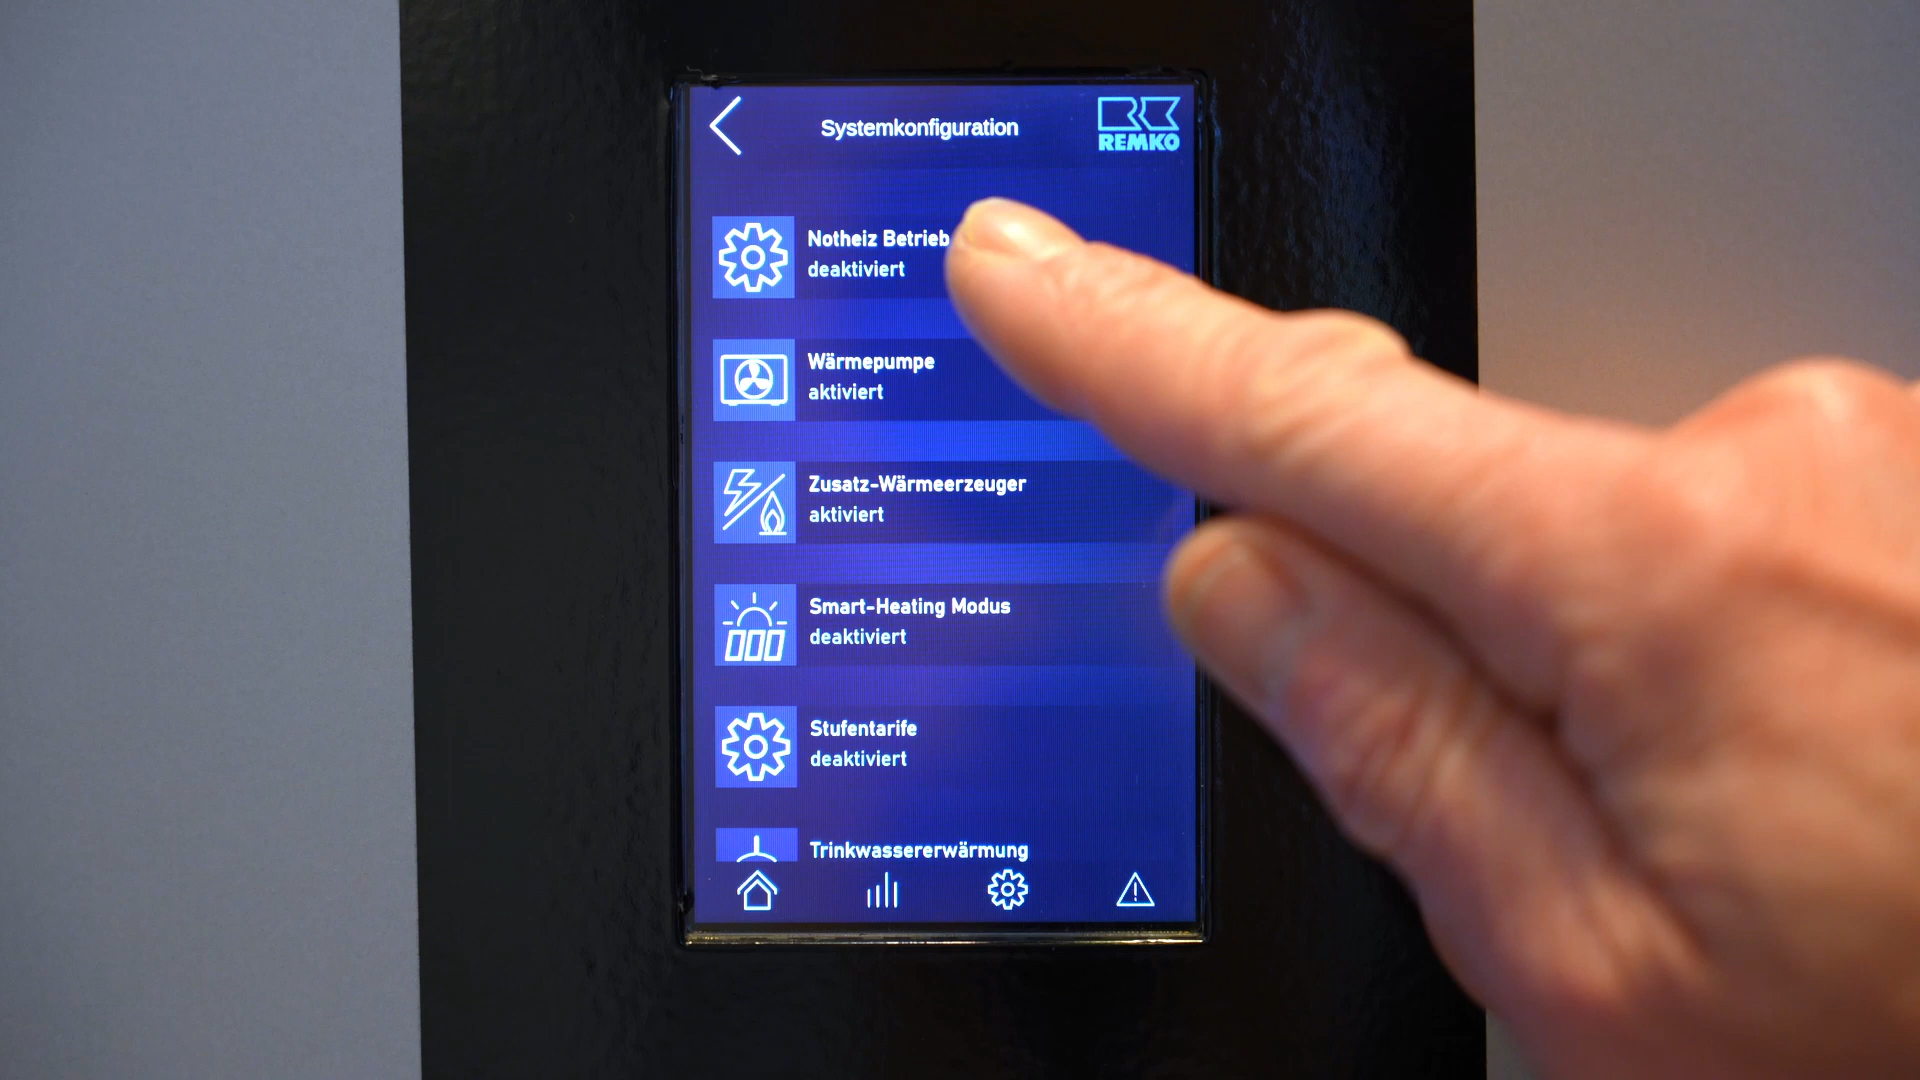 Systemkonfiguration
REMKO
Notheiz Betrieb
deaktiviert
Wärmepumpe
aktiviert
Zusatz-Wärmeerzeuger
aktiviert
Smart-Heating Modus
deaktiviert
Stufentarife
deaktiviert
Trinkwassererwärmung